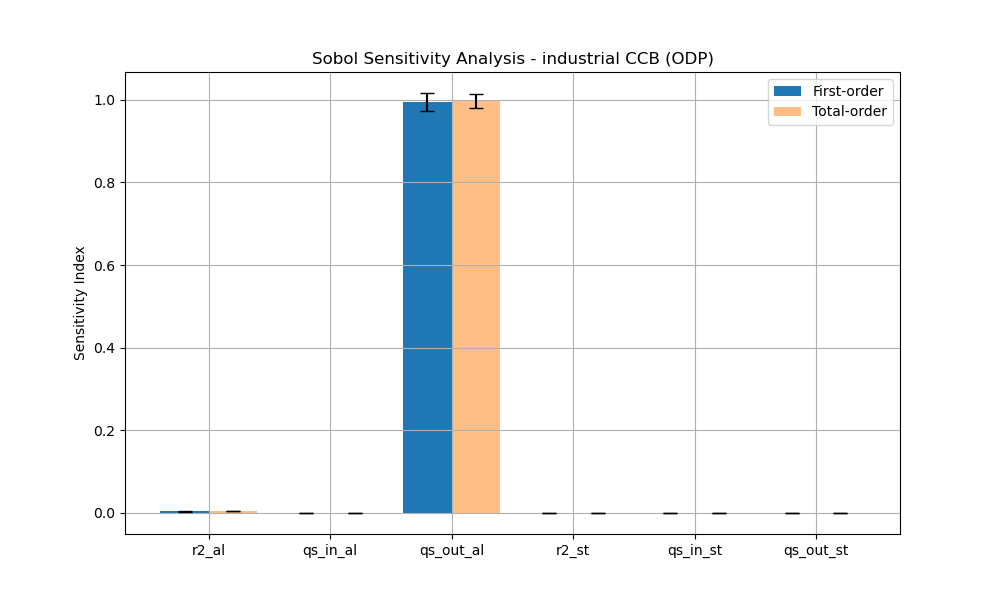 Sobol Sensitivity Analysis - industrial CCB (ODP)
First-order
Total-order
Sensitivity Index
1.0
0.8
0.6
0.4
0.2
0.0
r2_al qs_in_al qs_out_al r2_st qs_in_st qs_out_st